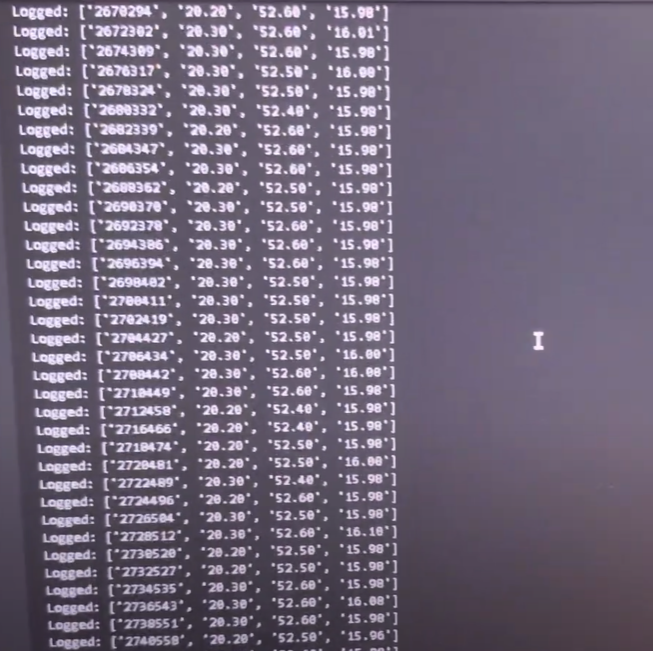 Logged: ['2670294', '20.20', '52.60', '15.98']
Logged: ['2672302', '20.30', '52.60', '16.01']
Logged: ['2674309', '20.30', '52.60', '15.98']
Logged: ['2676317', '20.30', '52.50', '16.00']
Logged: ['2678324', '20.30', '52.50', '15.98']
Logged: ['2680332', '20.30', '52.40', '15.98']
Logged: ['2682339', '20.20', '52.60', '15.98']
Logged: ['2684347', '20.30', '52.60', '15.98']
Logged: ['2686354', '20.30', '52.60', '15.98']
Logged: ['2688362', '20.20', '52.50', '15.98']
Logged: ['2690370', '20.30', '52.50', '15.98']
Logged: ['2692378', '20.30', '52.60', '15.98']
Logged: ['2694386', '20.30', '52.60', '15.98']
Logged: ['2696394', '20.30', '52.60', '15.98']
Logged: ['2698402', '20.30', '52.50', '15.98']
Logged: ['2700411', '20.30', '52.50', '15.98']
Logged: ['2702419', '20.30', '52.50', '15.98']
Logged: ['2704427', '20.20', '52.50', '15.98']
Logged: ['2706434', '20.30', '52.50', '16.00']
Logged: ['2708442', '20.30', '52.60', '16.00']
Logged: ['2710449', '20.30', '52.60', '15.98']
Logged: ['2712458', '20.20', '52.40', '15.98']
Logged: ['2716466', '20.20', '52.40', '15.98']
Logged: ['2718474', '20.20', '52.50', '15.98']
Logged: ['2720481', '20.20', '52.50', '16.00']
Logged: ['2722489', '20.30', '52.40', '15.98']
Logged: ['2724496', '20.20', '52.60', '15.98']
Logged: ['2726504', '20.30', '52.50', '15.98']
Logged: ['2728512', '20.30', '52.60', '16.10']
Logged: ['2730520', '20.20', '52.50', '15.98']
Logged: ['2732527', '20.20', '52.60', '15.98']
Logged: ['2734535', '20.30', '52.60', '15.98']
Logged: ['2736543', '20.30', '52.60', '16.08']
Logged: ['2738551', '20.30', '52.60', '15.98']
Logged: ['2740558', '20.20', '52.50', '15.96']